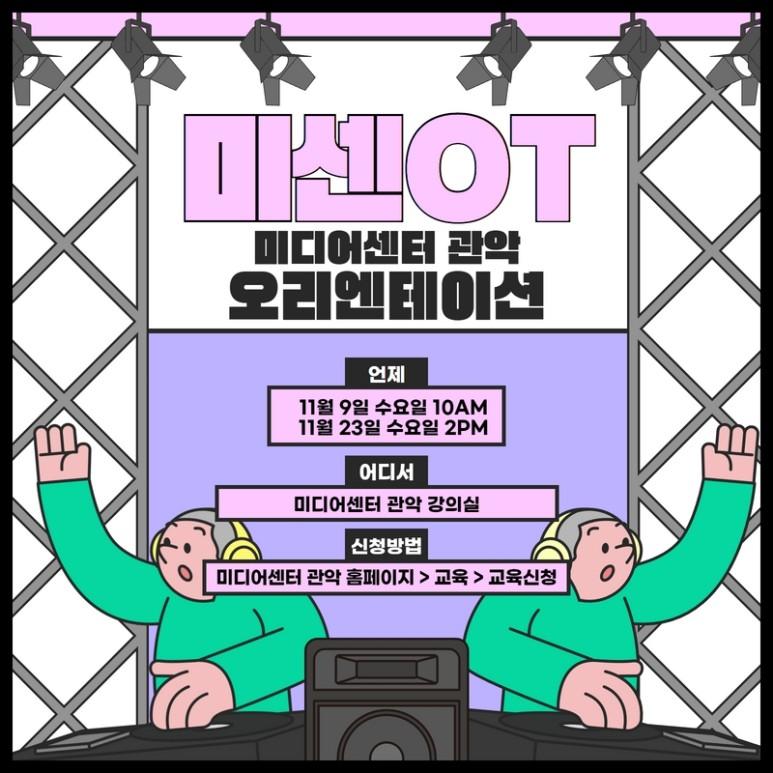 미센OT
미디어센터 관악
오리엔테이션
언제
11월 9일 수요일 10AM
11월 23일 수요일 2PM
어디서
미디어센터 관악 강의실
신청방법
미디어센터 관악 홈페이지 > 교육 > 교육신청